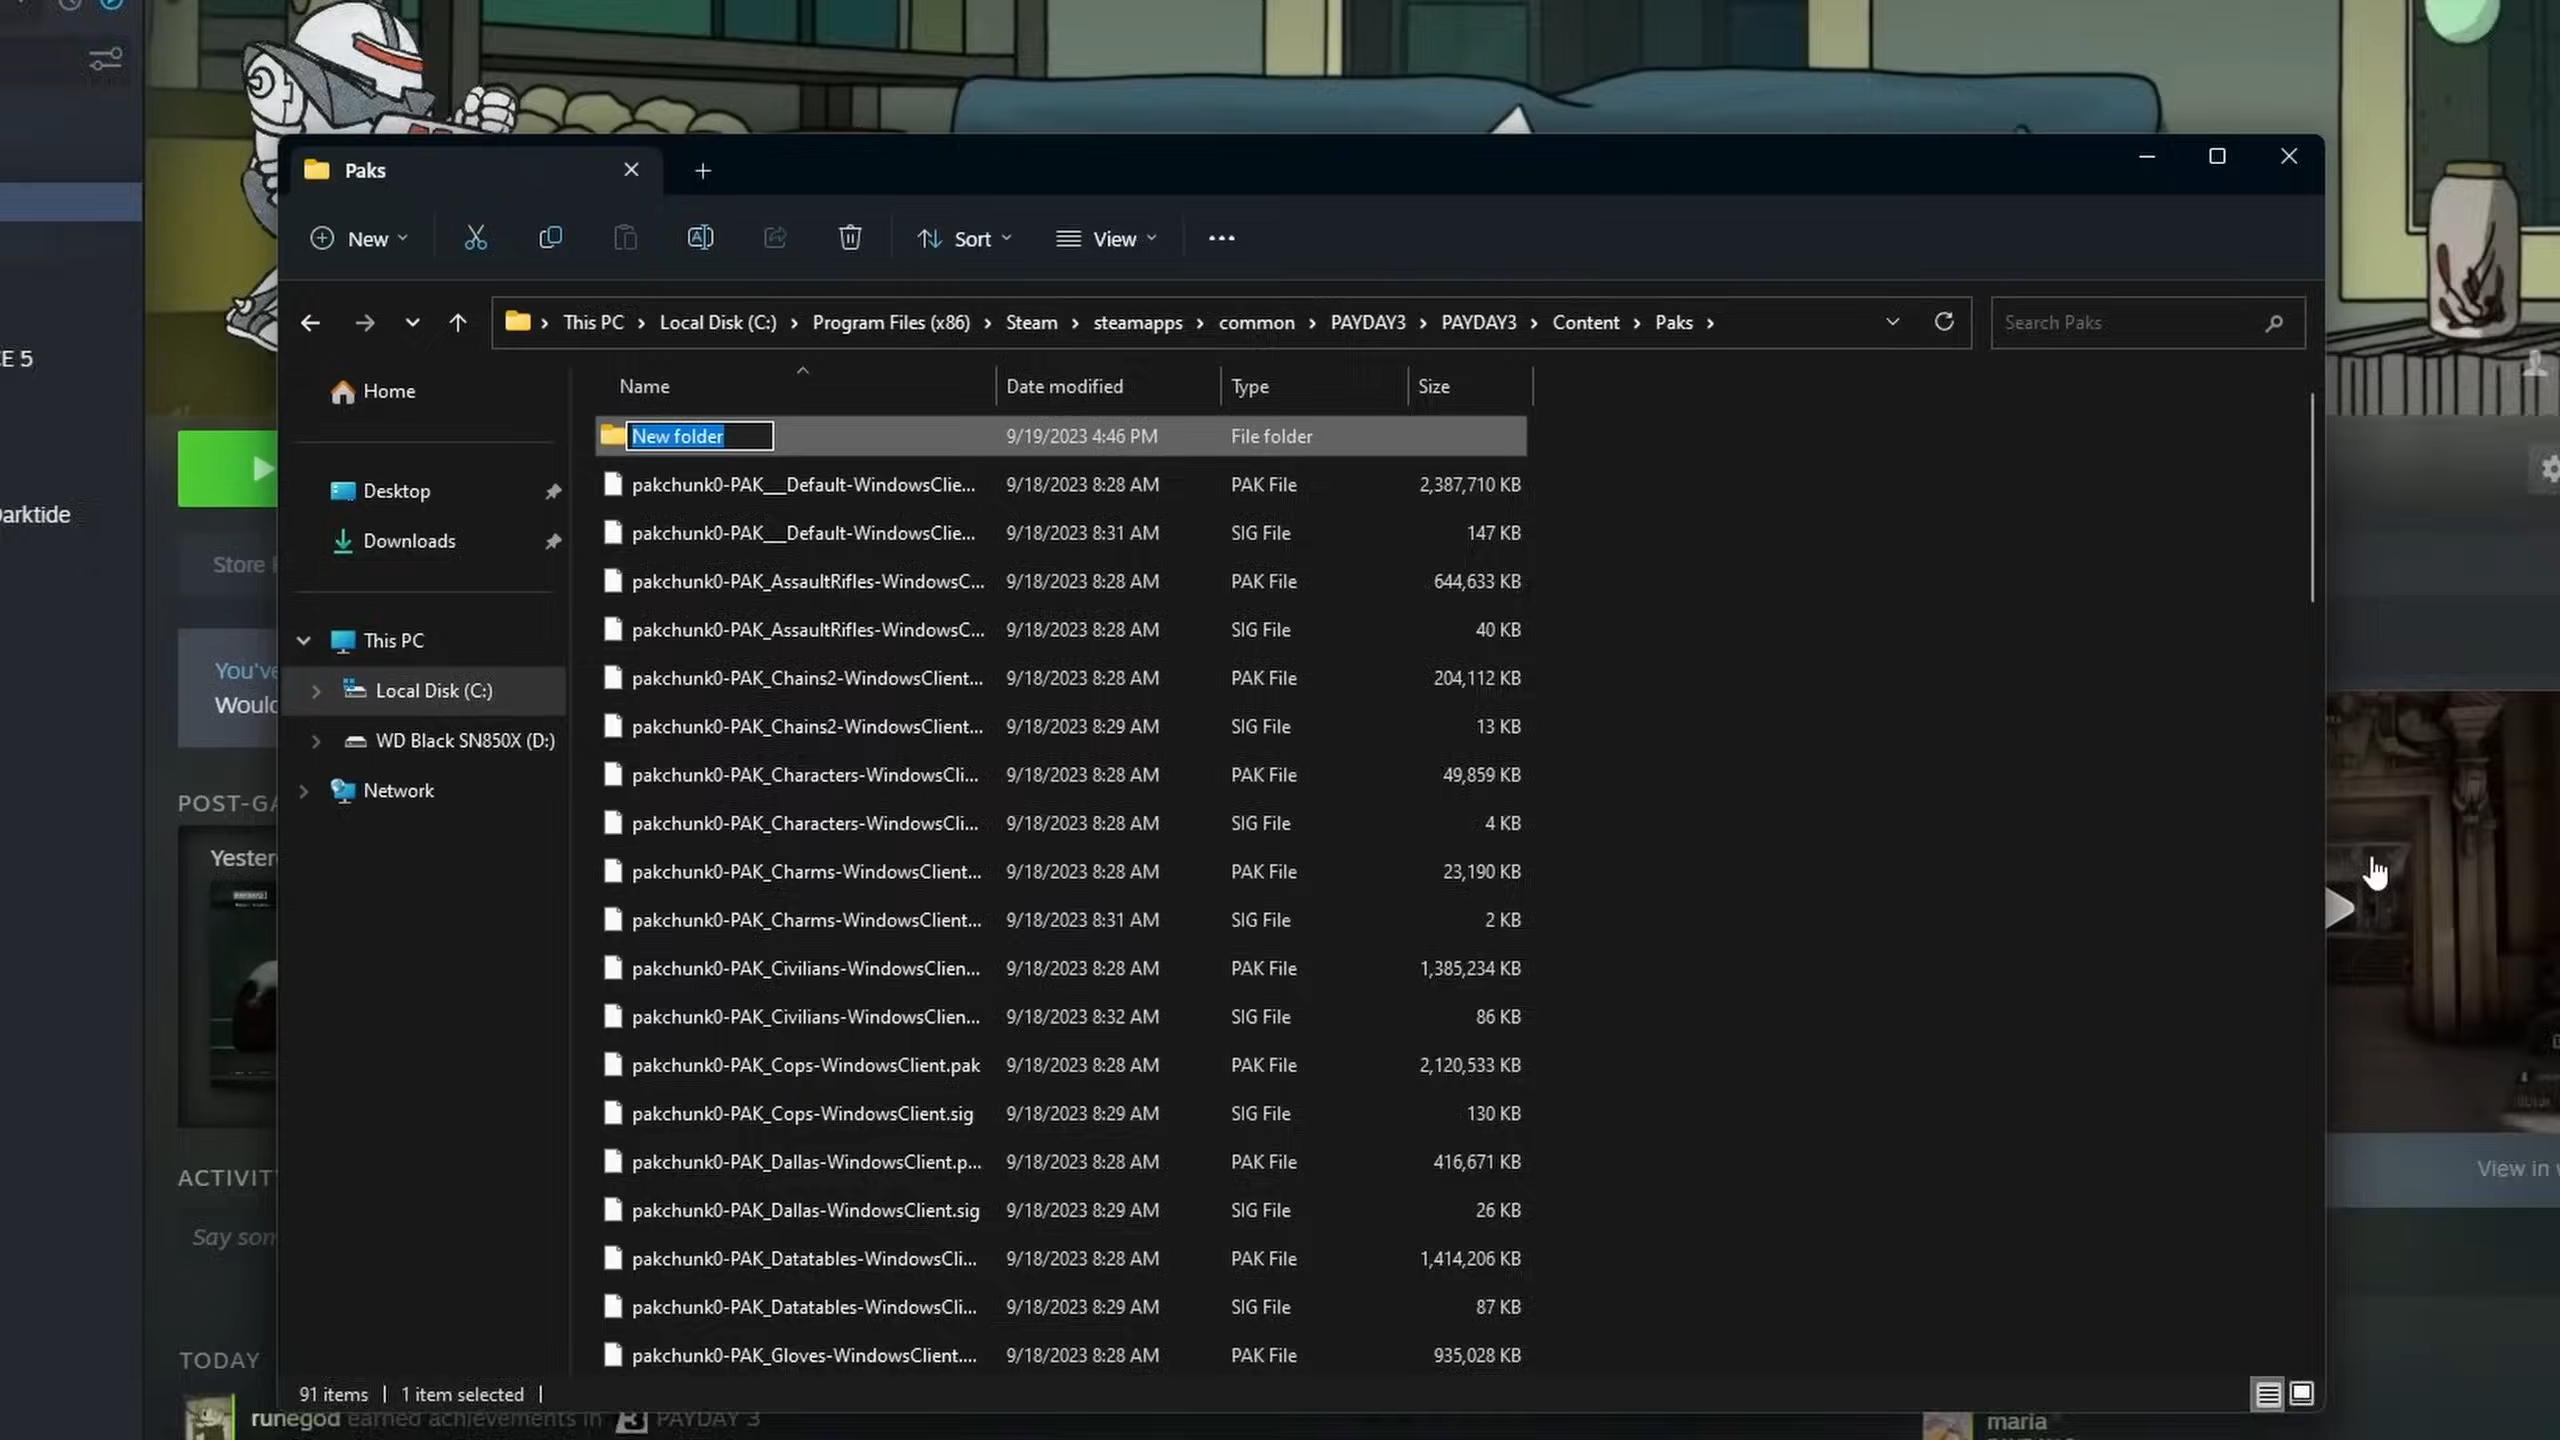 Paks
New
Sort
View
This PC > Local Disk (C:) > Program Files (x86) > Steam > steamapps > common > PAYDAY3 > PAYDAY3 > Content > Paks >
Search Paks
Home
Desktop
Downloads
This PC
Local Disk (C:)
WD Black SN850X (D:)
Network
Name Date modified Type Size
New folder 9/19/2023 4:46 PM File folder
pakchunk0-PAK__Default-WindowsClie... 9/18/2023 8:28 AM PAK File 2,387,710 KB
pakchunk0-PAK__Default-WindowsClie... 9/18/2023 8:31 AM SIG File 147 KB
pakchunk0-PAK_AssaultRifles-WindowsC... 9/18/2023 8:28 AM PAK File 644,633 KB
pakchunk0-PAK_AssaultRifles-WindowsC... 9/18/2023 8:28 AM SIG File 40 KB
pakchunk0-PAK_Chains2-WindowsClient... 9/18/2023 8:28 AM PAK File 204,112 KB
pakchunk0-PAK_Chains2-WindowsClient... 9/18/2023 8:29 AM SIG File 13 KB
pakchunk0-PAK_Characters-WindowsCli... 9/18/2023 8:28 AM PAK File 49,859 KB
pakchunk0-PAK_Characters-WindowsCli... 9/18/2023 8:28 AM SIG File 4 KB
pakchunk0-PAK_Charms-WindowsClient... 9/18/2023 8:28 AM PAK File 23,190 KB
pakchunk0-PAK_Charms-WindowsClient... 9/18/2023 8:31 AM SIG File 2 KB
pakchunk0-PAK_Civilians-WindowsClien... 9/18/2023 8:28 AM PAK File 1,385,234 KB
pakchunk0-PAK_Civilians-WindowsClien... 9/18/2023 8:32 AM SIG File 86 KB
pakchunk0-PAK_Cops-WindowsClient.pak 9/18/2023 8:28 AM PAK File 2,120,533 KB
pakchunk0-PAK_Cops-WindowsClient.sig 9/18/2023 8:29 AM SIG File 130 KB
pakchunk0-PAK_Dallas-WindowsClient.p... 9/18/2023 8:28 AM PAK File 416,671 KB
pakchunk0-PAK_Dallas-WindowsClient.sig 9/18/2023 8:29 AM SIG File 26 KB
pakchunk0-PAK_Datatables-WindowsCli... 9/18/2023 8:28 AM PAK File 1,414,206 KB
pakchunk0-PAK_Datatables-WindowsCli... 9/18/2023 8:29 AM SIG File 87 KB
pakchunk0-PAK_Gloves-WindowsClient.... 9/18/2023 8:28 AM PAK File 935,028 KB
91 items | 1 item selected |
E 5
arktide
Store
You've
Would
POST-GA
Yester
ACTIVIT
Say som
TODAY
runegod earned achievements in PAYDAY 3
View in
maria